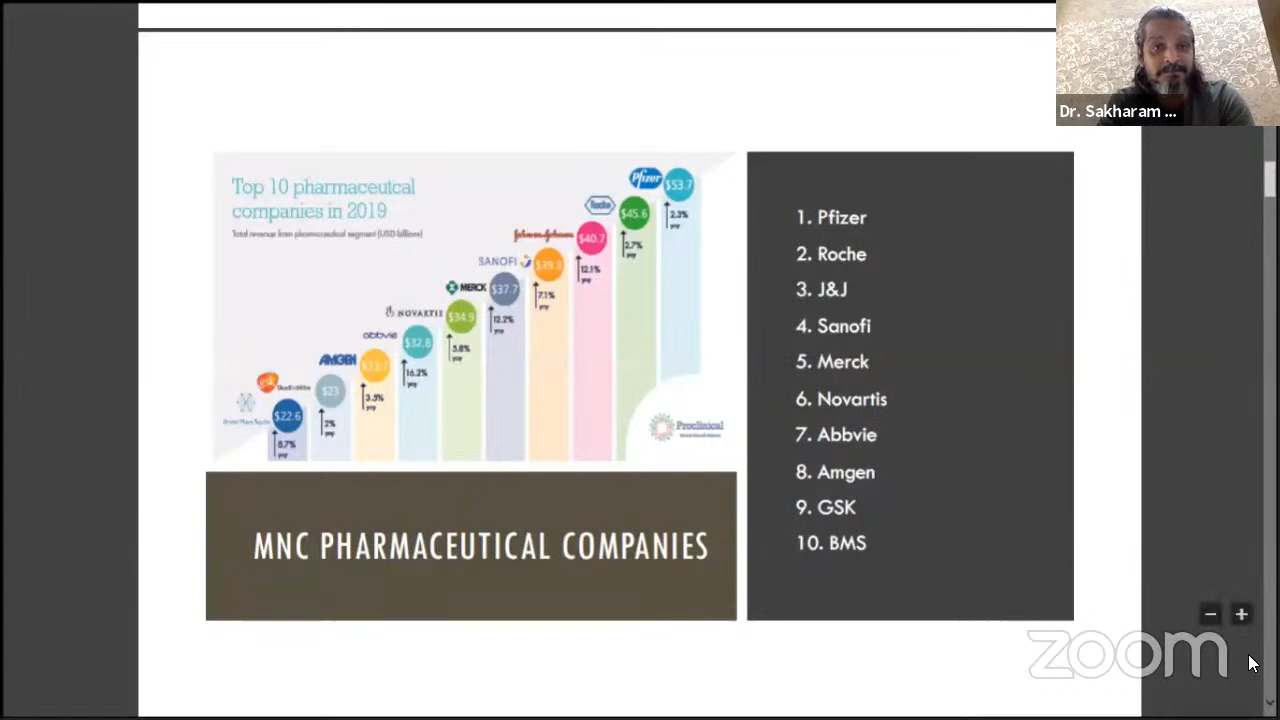 Dr. Sakharam ...
Top 10 pharmaceutical
companies in 2019
Total revenue from pharmaceutical segment (USD billions)
Pfizer
$53.7
2.3%
yoy
Roche
$45.6
2.7%
yoy
Johnson & Johnson
$40.7
12.1%
yoy
SANOFI
$39.3
7.1%
yoy
MERCK
$37.7
12.2%
yoy
NOVARTIS
$34.9
5.8%
yoy
abbvie
$32.8
16.2%
yoy
AMGEN
$23.7
3.5%
yoy
gsk
$23
2%
yoy
$22.6
8.7%
yoy
Proclinical
MNC PHARMACEUTICAL COMPANIES
1. Pfizer
2. Roche
3. J&J
4. Sanofi
5. Merck
6. Novartis
7. Abbvie
8. Amgen
9. GSK
10. BMS
zoom